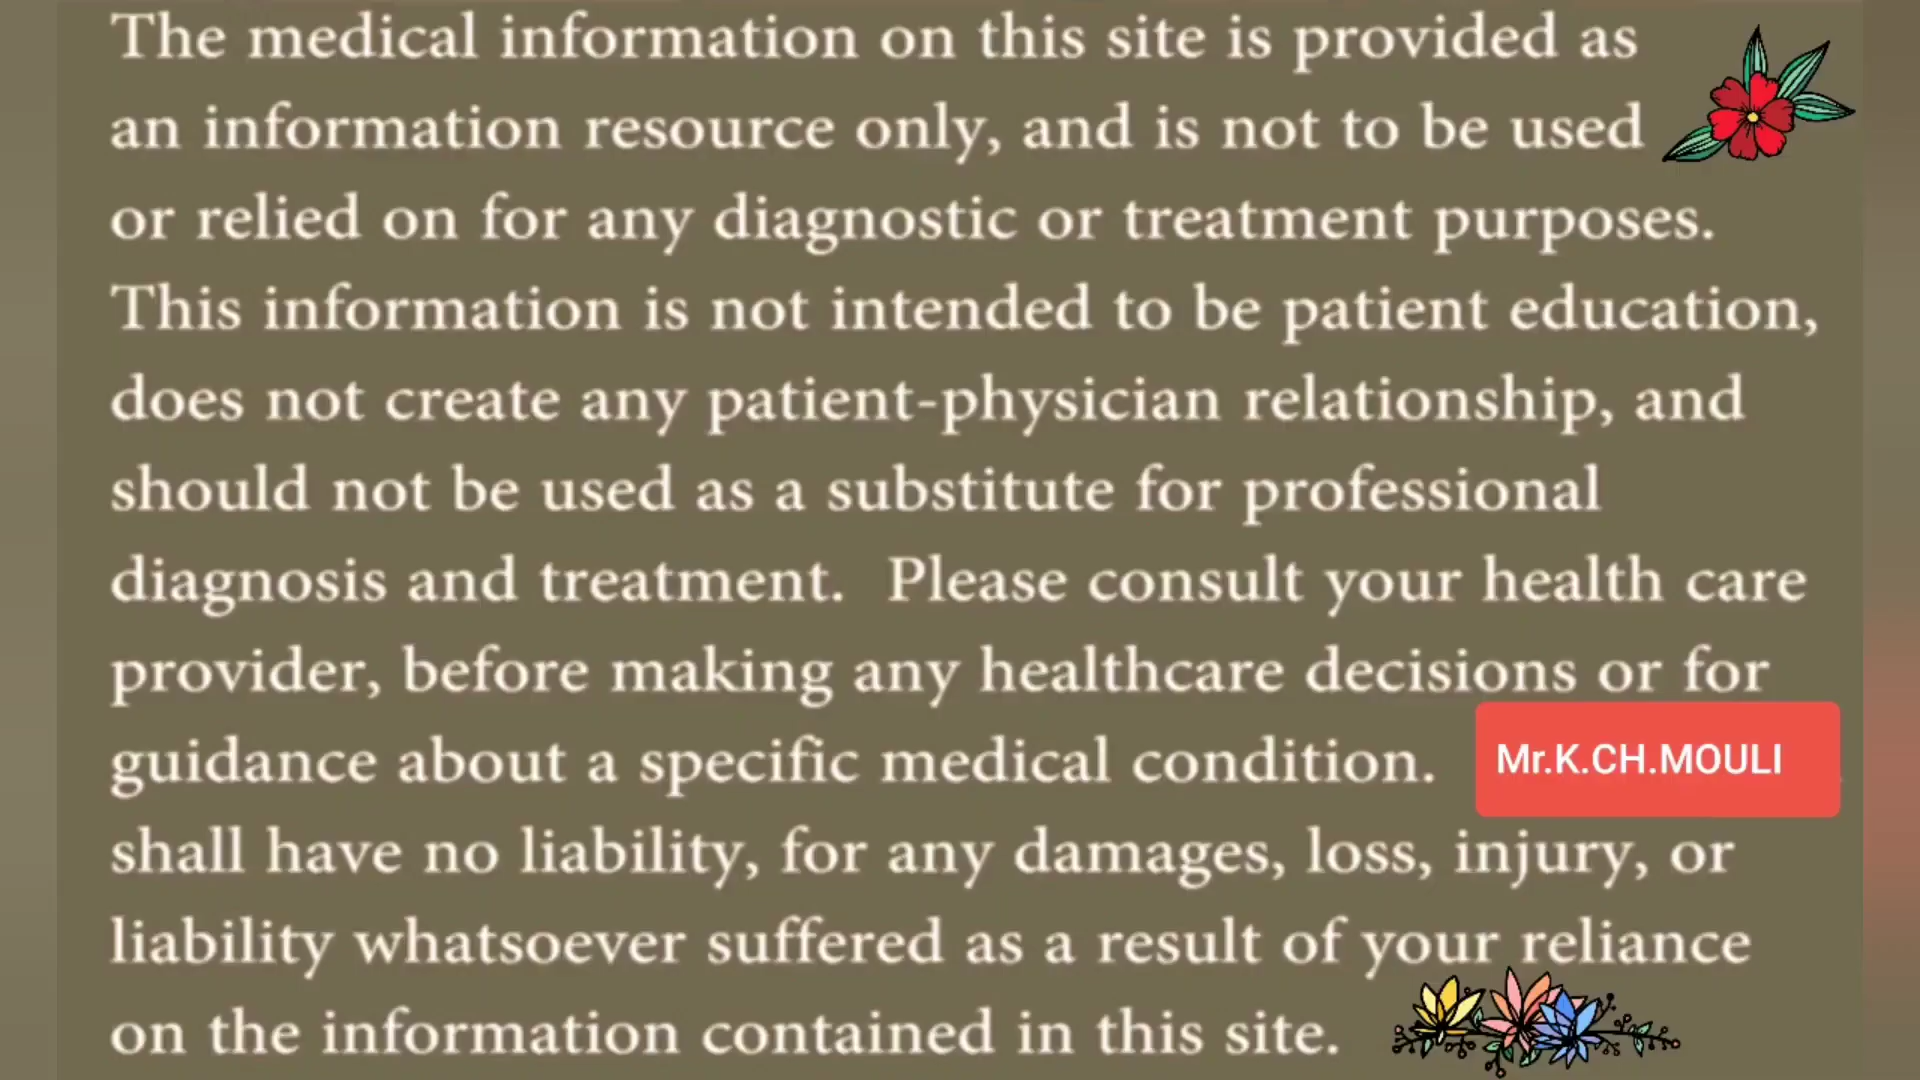 The medical information on this site is provided as
an information resource only, and is not to be used
or relied on for any diagnostic or treatment purposes.
This information is not intended to be patient education,
does not create any patient-physician relationship, and
should not be used as a substitute for professional
diagnosis and treatment.  Please consult your health care
provider, before making any healthcare decisions or for
guidance about a specific medical condition. Mr.K.CH.MOULI
shall have no liability, for any damages, loss, injury, or
liability whatsoever suffered as a result of your reliance
on the information contained in this site.